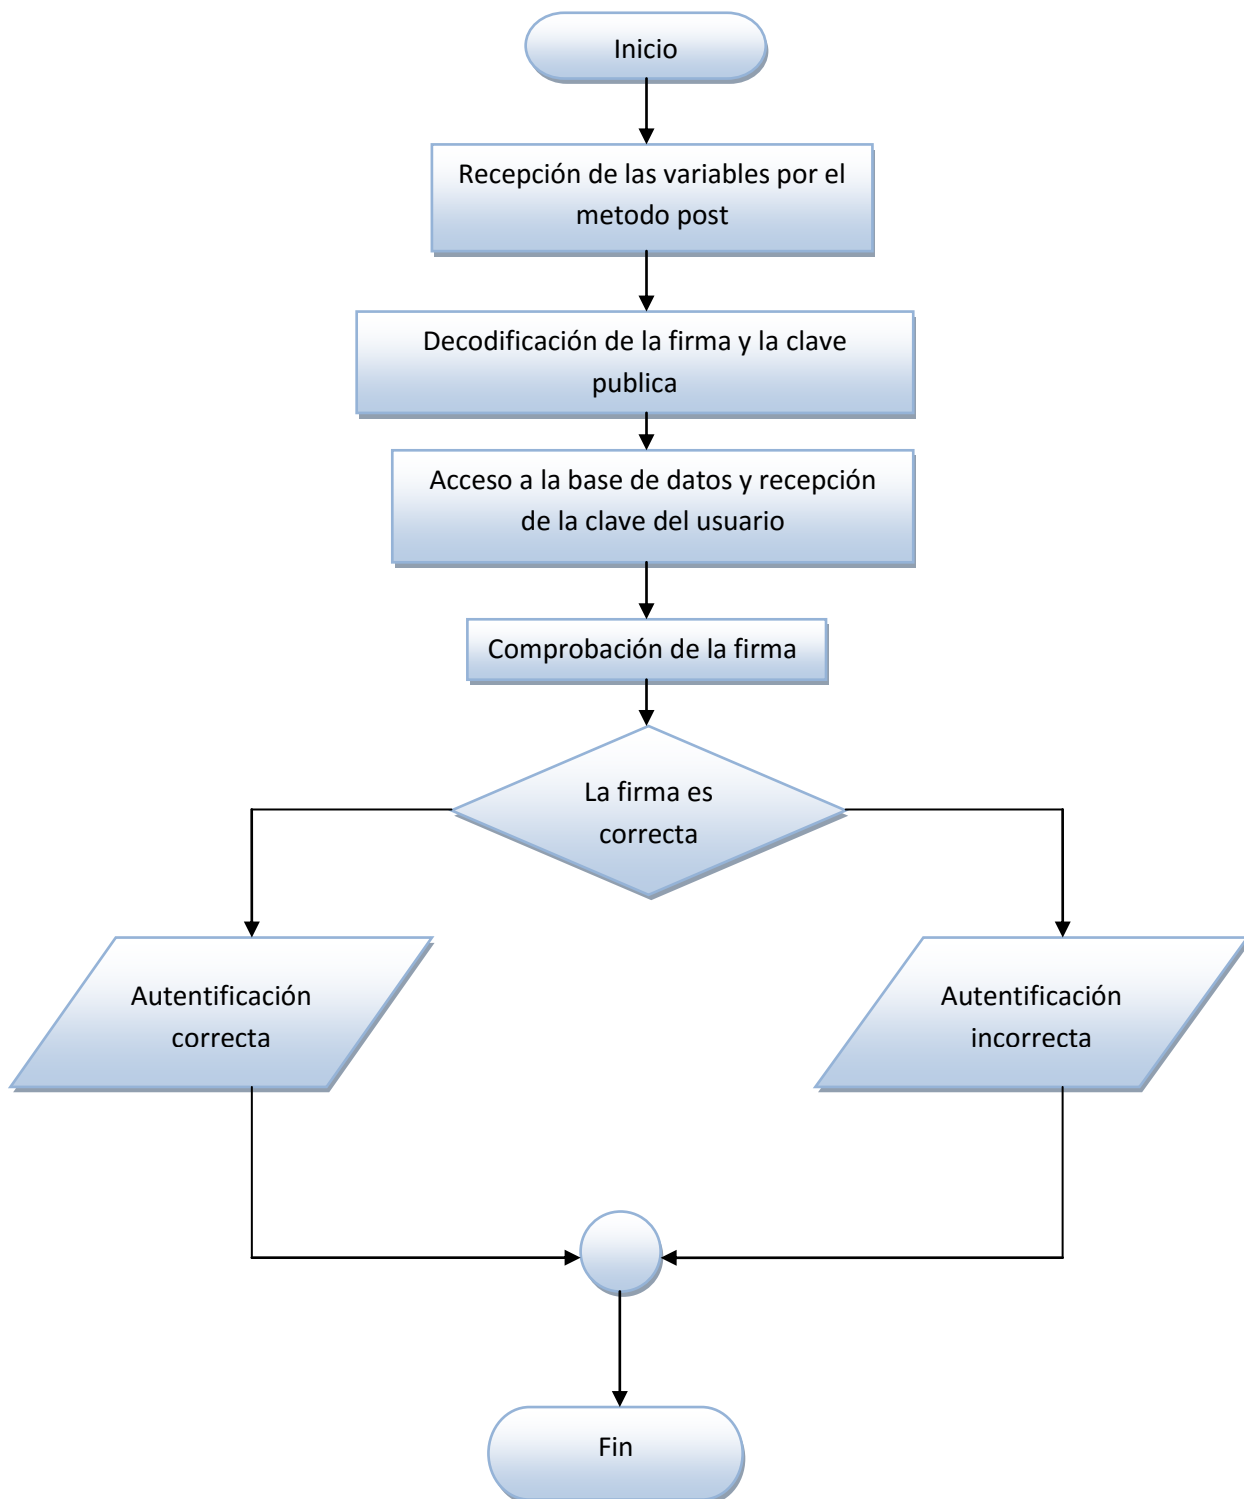 Inicio
Recepción de las variables por el
metodo post
Decodificación de la firma y la clave
publica
Acceso a la base de datos y recepción
de la clave del usuario
Comprobación de la firma
La firma es
correcta
Autentificación
correcta
Autentificación
incorrecta
Fin